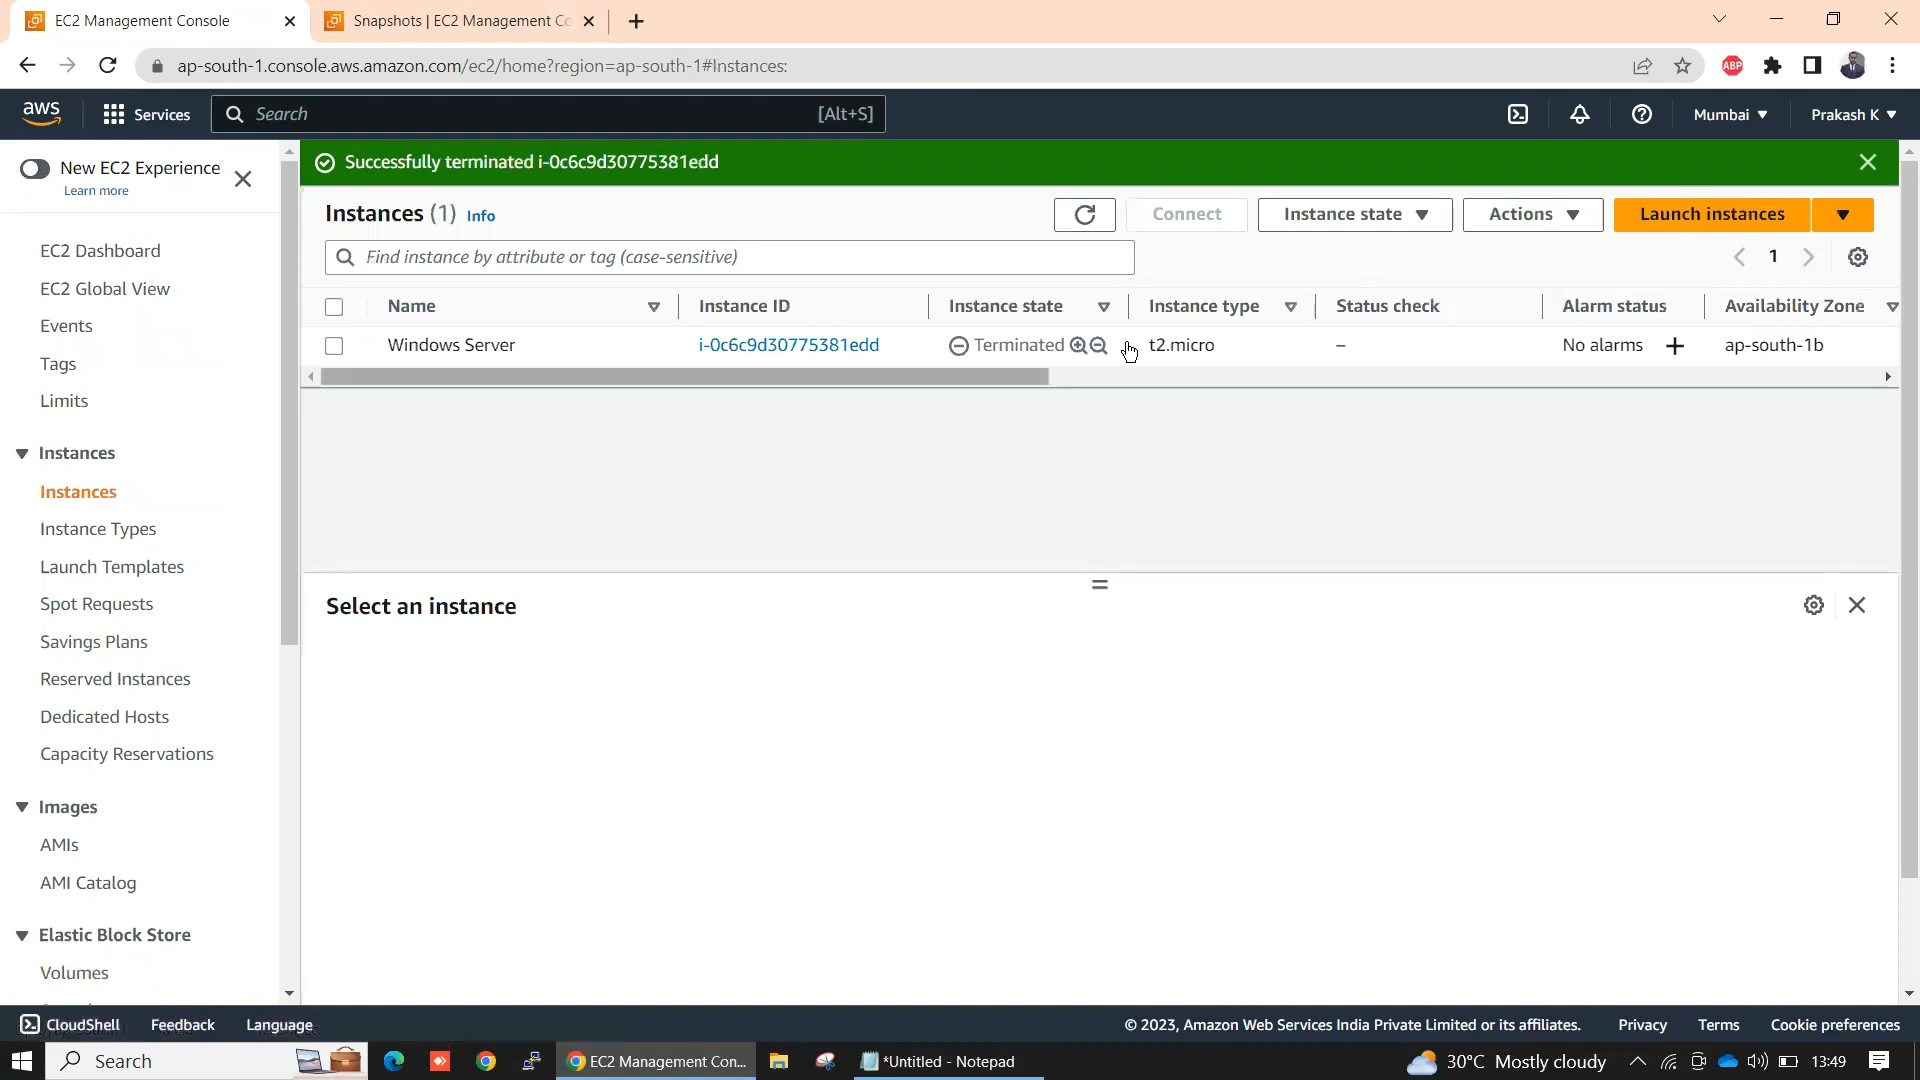 EC2 Management Console
Snapshots | EC2 Management Co
ap-south-1.console.aws.amazon.com/ec2/home?region=ap-south-1#Instances:
ABP
aws
Services
Search
[Alt+S]
Mumbai
Prakash K
New EC2 Experience
Learn more
Successfully terminated i-0c6c9d30775381edd
Instances (1) Info
Connect
Instance state
Actions
Launch instances
Find instance by attribute or tag (case-sensitive)
1
Name
Instance ID
Instance state
Instance type
Status check
Alarm status
Availability Zone
Windows Server
i-0c6c9d30775381edd
Terminated
t2.micro
–
No alarms
ap-south-1b
EC2 Dashboard
EC2 Global View
Events
Tags
Limits
Instances
Instances
Instance Types
Launch Templates
Spot Requests
Savings Plans
Reserved Instances
Dedicated Hosts
Capacity Reservations
Images
AMIs
AMI Catalog
Elastic Block Store
Volumes
Select an instance
CloudShell
Feedback
Language
© 2023, Amazon Web Services India Private Limited or its affiliates.
Privacy
Terms
Cookie preferences
Search
EC2 Management Con...
*Untitled - Notepad
30°C Mostly cloudy
13:49